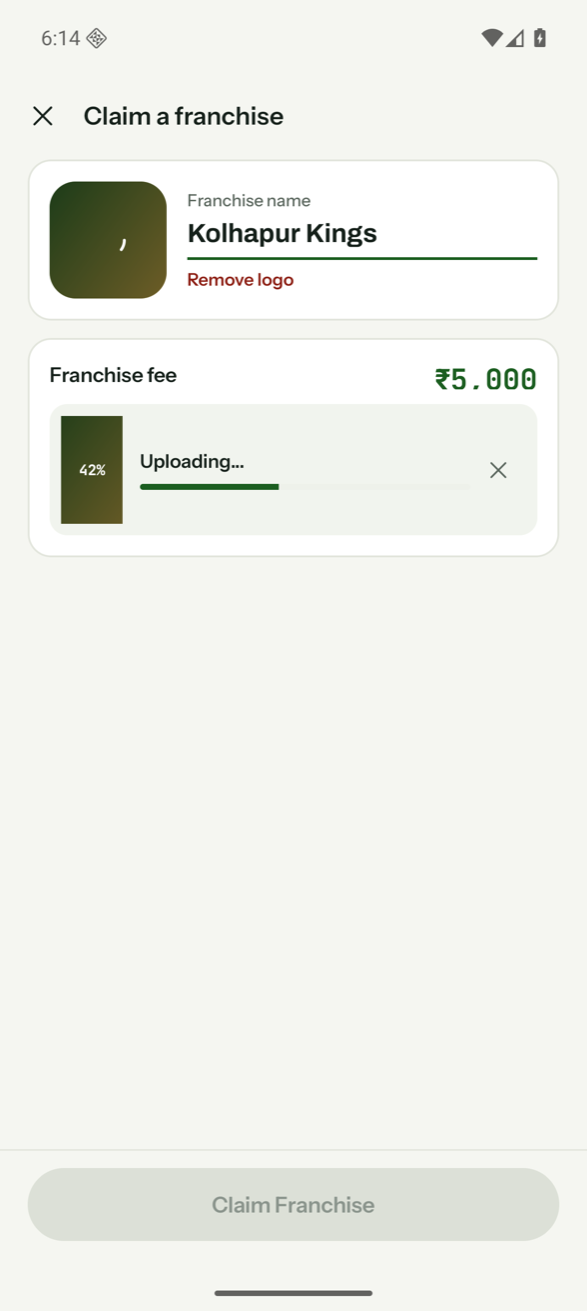 6:14
Claim a franchise
Franchise name
Kolhapur Kings
Remove logo
Franchise fee
₹5,000
42%
Uploading...
Claim Franchise